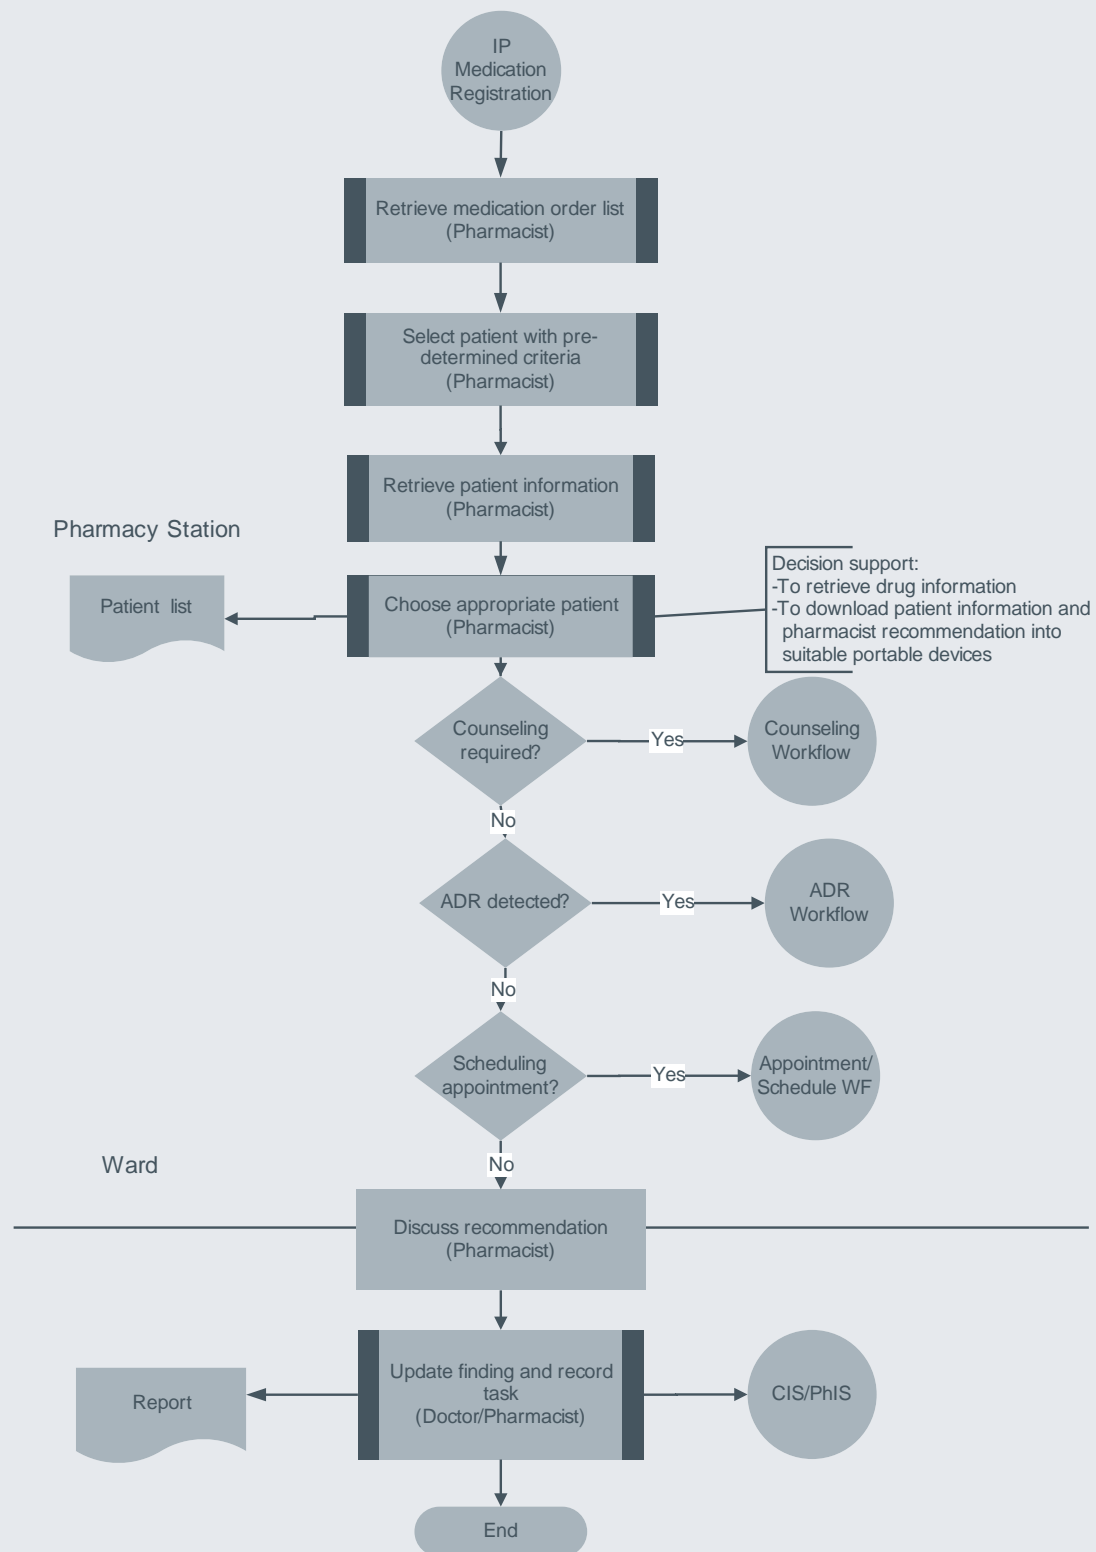 IP
Medication
Registration
Retrieve medication order list
(Pharmacist)
Select patient with pre-
determined criteria
(Pharmacist)
Retrieve patient information
(Pharmacist)
Pharmacy Station
Patient list
Choose appropriate patient
(Pharmacist)
Decision support:
-To retrieve drug information
-To download patient information and
pharmacist recommendation into
suitable portable devices
Counseling
required?
Yes
Counseling
Workflow
No
ADR detected?
Yes
ADR
Workflow
No
Scheduling
appointment?
Yes
Appointment/
Schedule WF
No
Ward
Discuss recommendation
(Pharmacist)
Update finding and record
task
(Doctor/Pharmacist)
Report
CIS/PhIS
End